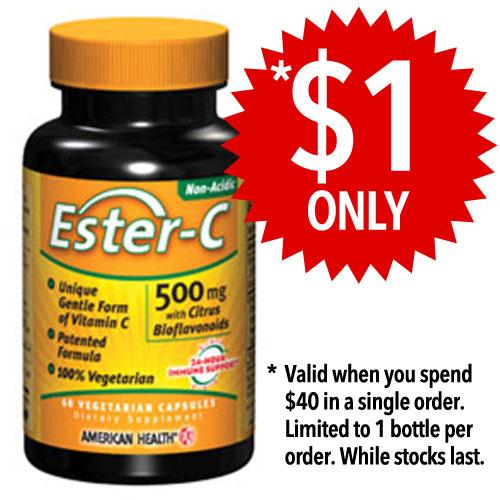 *$1
ONLY
Non-Acidic
Ester-C
Unique
Gentle Form
of Vitamin C
Patented
Formula
100% Vegetarian
500 mg
with Citrus
Bioflavonoids
24-HOUR
IMMUNE SUPPORT
60 VEGETARIAN CAPSULES
Dietary Supplement
AMERICAN HEALTH
* Valid when you spend
$40 in a single order.
Limited to 1 bottle per
order. While stocks last.